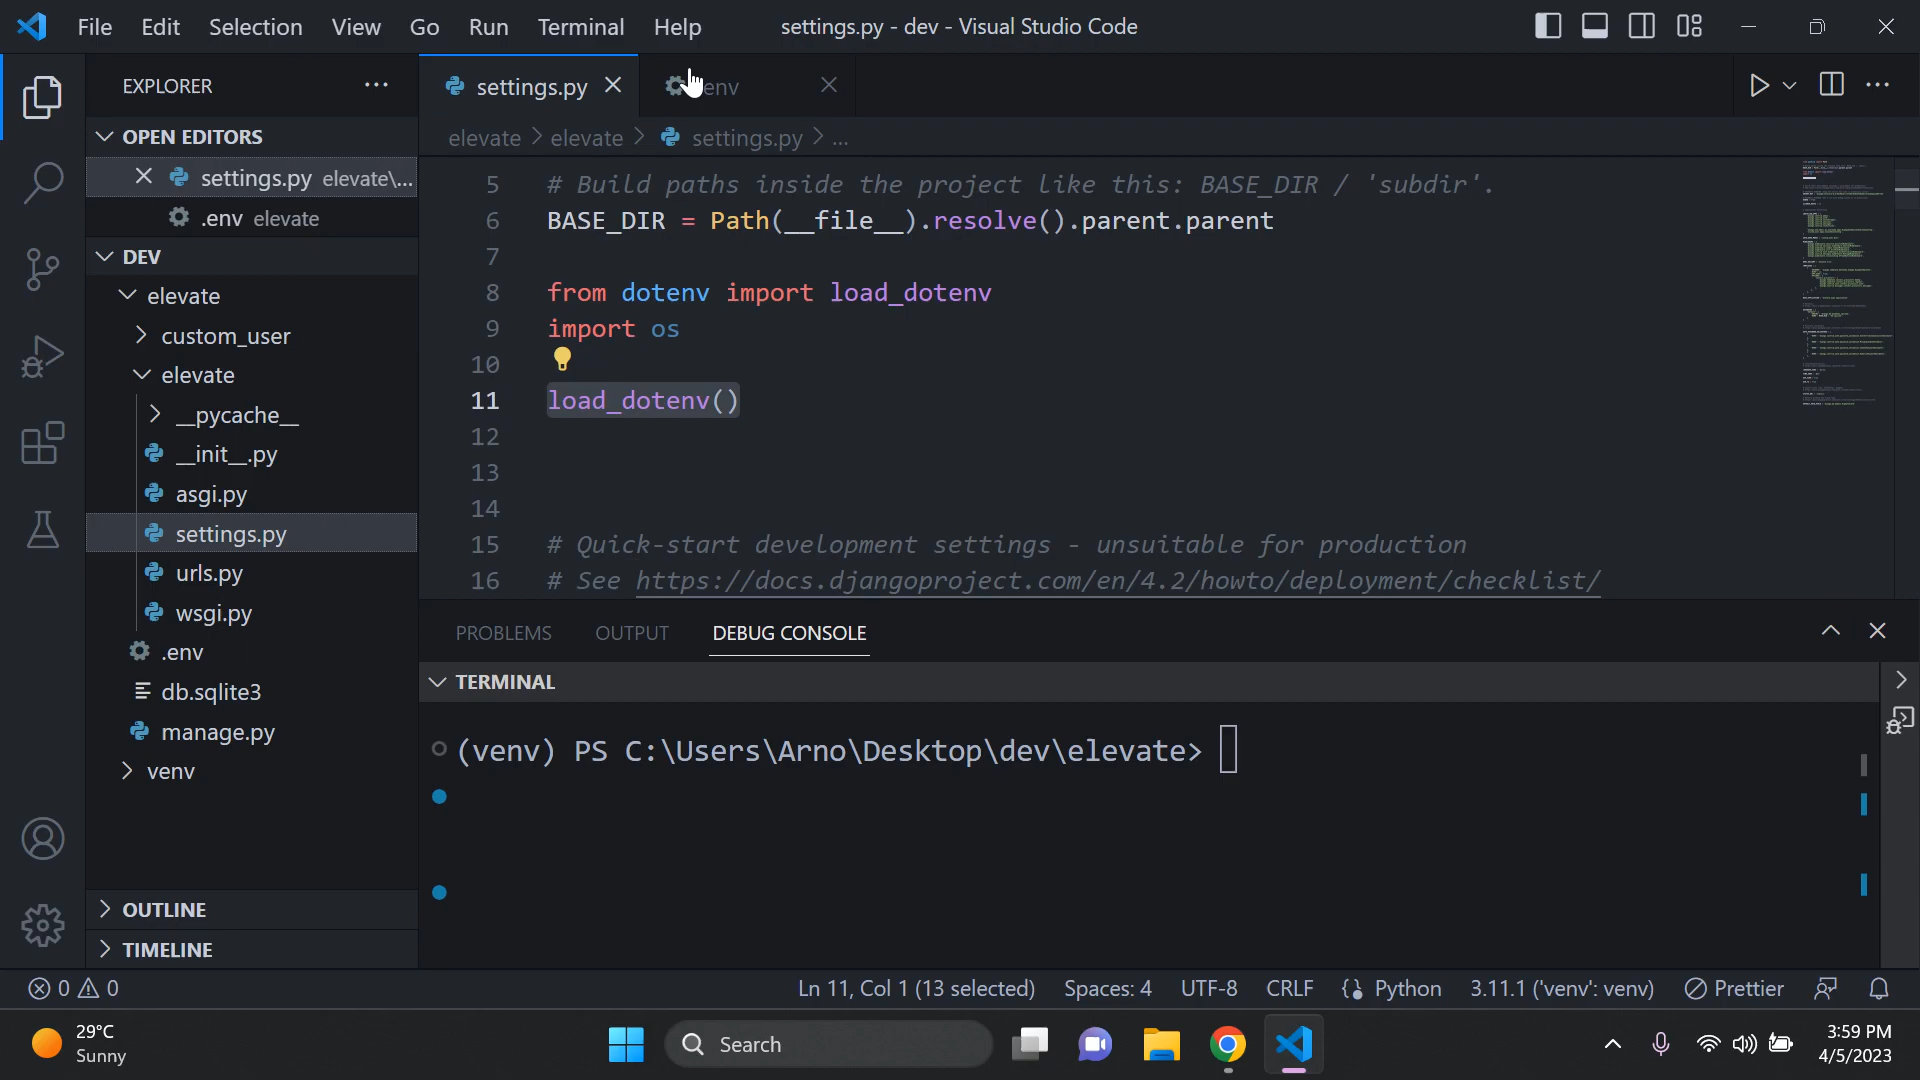 File Edit Selection View Go Run Terminal Help settings.py - dev - Visual Studio Code
EXPLORER
OPEN EDITORS
settings.py elevate\...
.env elevate
DEV
elevate
custom_user
elevate
__pycache__
__init__.py
asgi.py
settings.py
urls.py
wsgi.py
.env
db.sqlite3
manage.py
venv
OUTLINE
TIMELINE
settings.py env
elevate > elevate > settings.py > ...
5 # Build paths inside the project like this: BASE_DIR / 'subdir'.
6 BASE_DIR = Path(__file__).resolve().parent.parent
7
8 from dotenv import load_dotenv
9 import os
10
11 load_dotenv()
12
13
14
15 # Quick-start development settings - unsuitable for production
16 # See https://docs.djangoproject.com/en/4.2/howto/deployment/checklist/
PROBLEMS OUTPUT DEBUG CONSOLE
TERMINAL
(venv) PS C:\Users\Arno\Desktop\dev\elevate>
0 0 Ln 11, Col 1 (13 selected) Spaces: 4 UTF-8 CRLF Python 3.11.1 ('venv': venv) Prettier
29°C
Sunny
Search
3:59 PM
4/5/2023